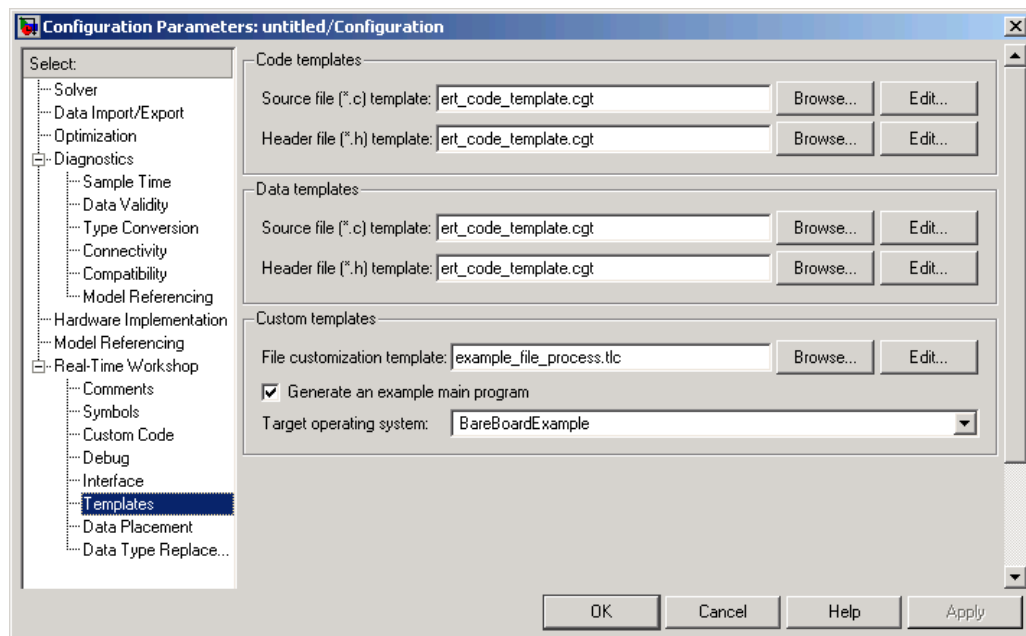 Configuration Parameters: untitled/Configuration
Select:
Solver
Data Import/Export
Optimization
Diagnostics
Sample Time
Data Validity
Type Conversion
Connectivity
Compatibility
Model Referencing
Hardware Implementation
Model Referencing
Real-Time Workshop
Comments
Symbols
Custom Code
Debug
Interface
Templates
Data Placement
Data Type Replace...
Code templates
Source file (*.c) template: ert_code_template.cgt Browse... Edit...
Header file (*.h) template: ert_code_template.cgt Browse... Edit...
Data templates
Source file (*.c) template: ert_code_template.cgt Browse... Edit...
Header file (*.h) template: ert_code_template.cgt Browse... Edit...
Custom templates
File customization template: example_file_process.tlc Browse... Edit...
Generate an example main program
Target operating system: BareBoardExample
OK Cancel Help Apply